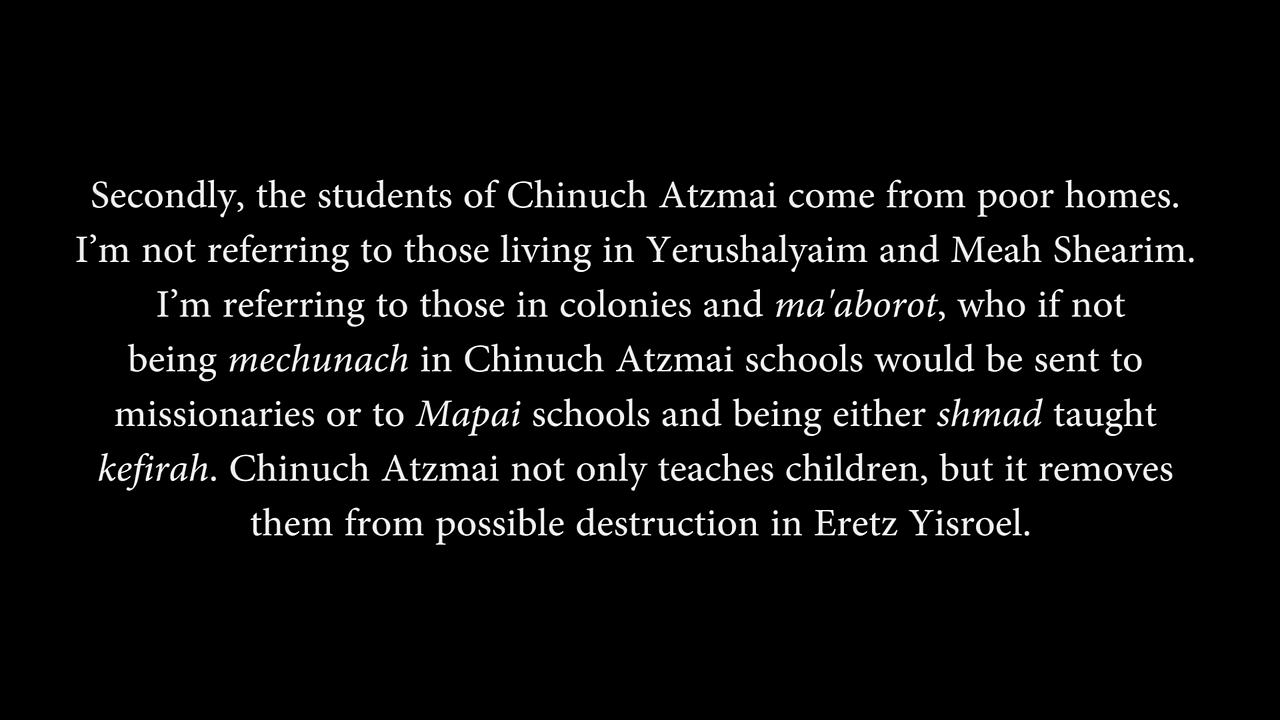 Secondly, the students of Chinuch Atzmai come from poor homes.
I’m not referring to those living in Yerushalyaim and Meah Shearim.
I’m referring to those in colonies and ma'aborot, who if not
being mechunach in Chinuch Atzmai schools would be sent to
missionaries or to Mapai schools and being either shmad taught
kefirah. Chinuch Atzmai not only teaches children, but it removes
them from possible destruction in Eretz Yisroel.